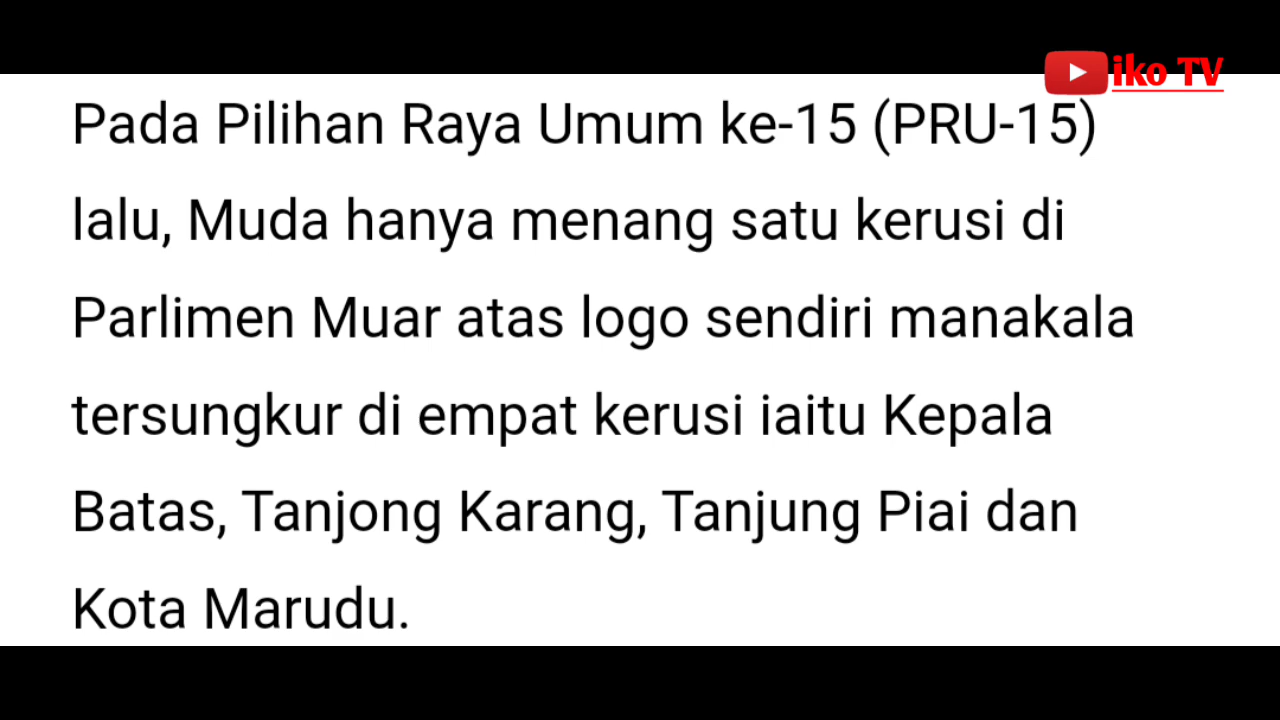 iko TV
Pada Pilihan Raya Umum ke-15 (PRU-15)
lalu, Muda hanya menang satu kerusi di
Parlimen Muar atas logo sendiri manakala
tersungkur di empat kerusi iaitu Kepala
Batas, Tanjong Karang, Tanjung Piai dan
Kota Marudu.